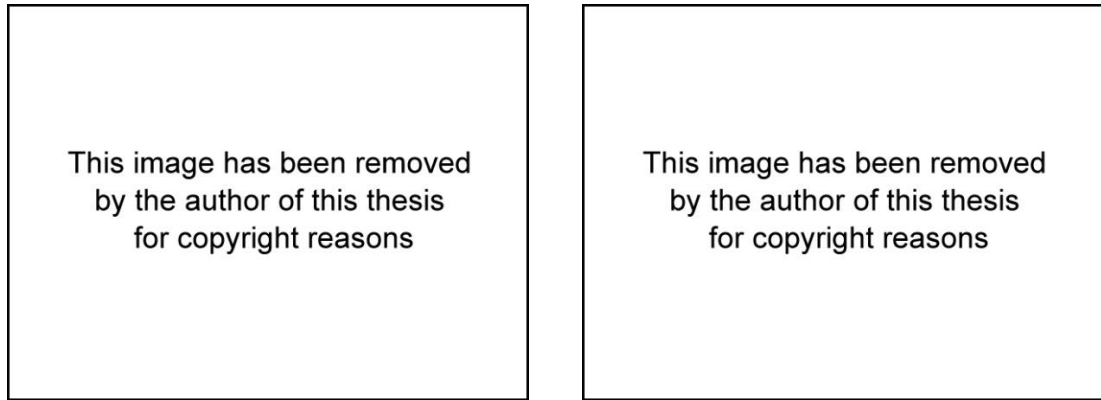 This image has been removed
by the author of this thesis
for copyright reasons
This image has been removed
by the author of this thesis
for copyright reasons